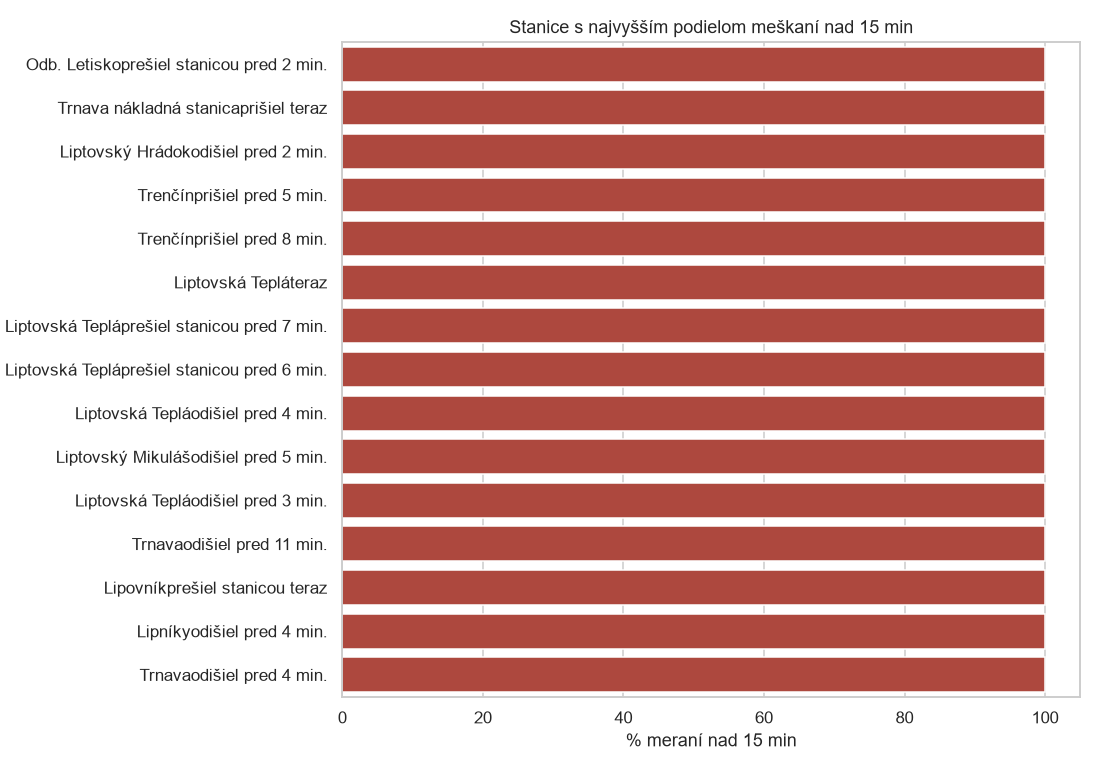 Stanice s najvyšším podielom meškaní nad 15 min
Odb. Letiskoprešiel stanicou pred 2 min.
Trnava nákladná stanicaprišiel teraz
Liptovský Hrádokodišiel pred 2 min.
Trenčínprišiel pred 5 min.
Trenčínprišiel pred 8 min.
Liptovská Tepláteraz
Liptovská Tepláprešiel stanicou pred 7 min.
Liptovská Tepláprešiel stanicou pred 6 min.
Liptovská Tepláodišiel pred 4 min.
Liptovský Mikulášodišiel pred 5 min.
Liptovská Tepláodišiel pred 3 min.
Trnavaodišiel pred 11 min.
Lipovníkprešiel stanicou teraz
Lipníkyodišiel pred 4 min.
Trnavaodišiel pred 4 min.
0 20 40 60 80 100
% meraní nad 15 min